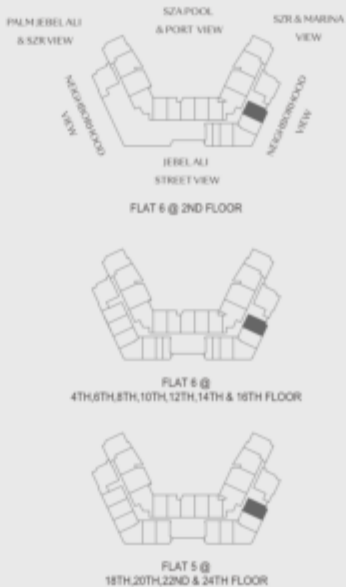 PALM JEBEL ALI
& SZR VIEW
SZA POOL
& PORT VIEW
SZR & MARINA
VIEW
NEIGHBORHOOD
VIEW
NEIGHBORHOOD
VIEW
JEBEL ALI
STREET VIEW
FLAT 6 @ 2ND FLOOR
FLAT 6 @
4TH,6TH,8TH,10TH,12TH,14TH & 16TH FLOOR
FLAT 5 @
18TH,20TH,22ND & 24TH FLOOR